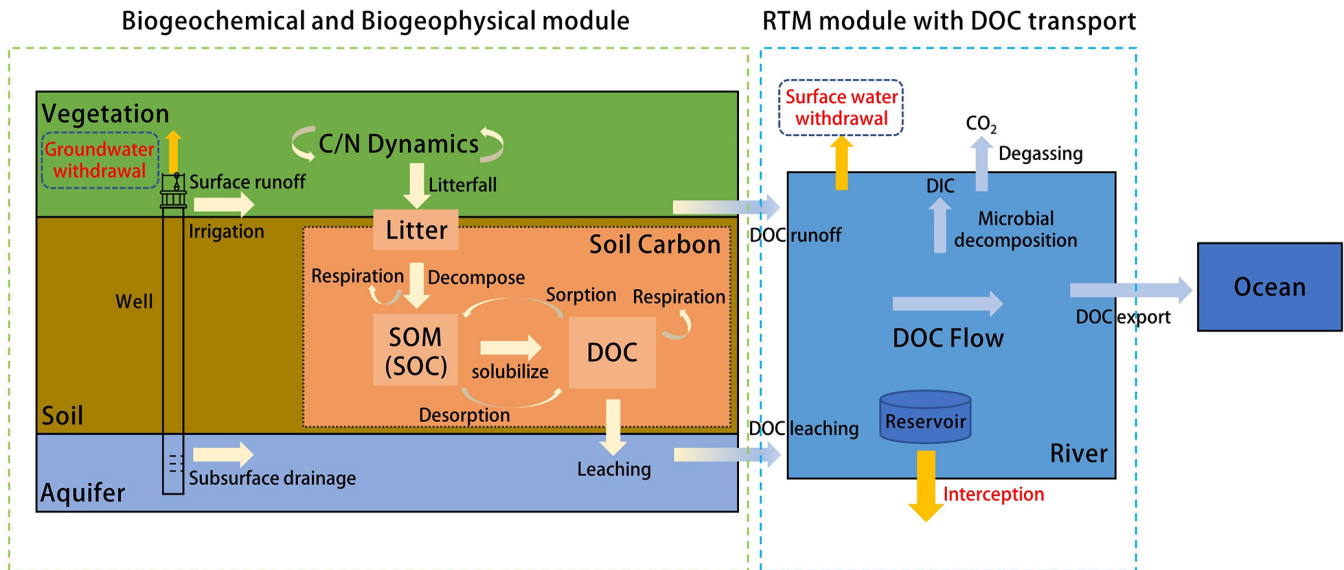 Biogeochemical and Biogeophysical module
RTM module with DOC transport
Vegetation
Groundwater
withdrawal
Surface runoff
Irrigation
Well
C/N Dynamics
Litterfall
Litter
Soil Carbon
Respiration
Decompose
Sorption
Respiration
SOM
(SOC)
solubilize
DOC
Desorption
Soil
Leaching
Subsurface drainage
Aquifer
DOC runoff
DOC leaching
Surface water
withdrawal
CO₂
Degassing
DIC
Microbial
decomposition
DOC Flow
DOC export
Reservoir
River
Interception
Ocean